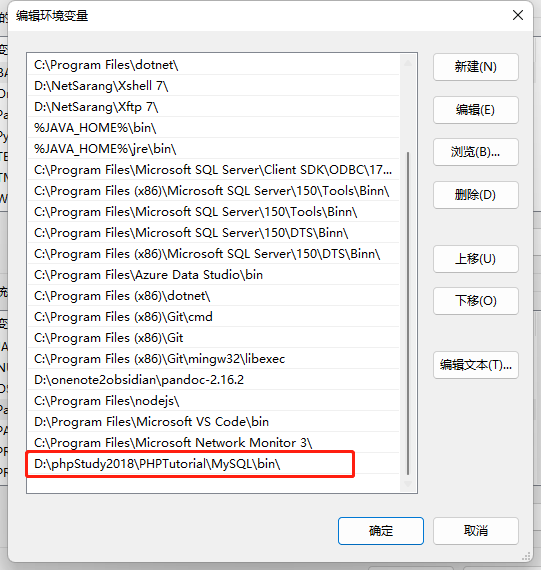 编辑环境变量
C:\Program Files\dotnet\
D:\NetSarang\Xshell 7\
D:\NetSarang\Xftp 7\
%JAVA_HOME%\bin\
%JAVA_HOME%\jre\bin\
C:\Program Files\Microsoft SQL Server\Client SDK\ODBC\17...
C:\Program Files (x86)\Microsoft SQL Server\150\Tools\Binn\
C:\Program Files\Microsoft SQL Server\150\Tools\Binn\
C:\Program Files\Microsoft SQL Server\150\DTS\Binn\
C:\Program Files (x86)\Microsoft SQL Server\150\DTS\Binn\
C:\Program Files\Azure Data Studio\bin
C:\Program Files (x86)\dotnet\
C:\Program Files (x86)\Git\cmd
C:\Program Files (x86)\Git
C:\Program Files (x86)\Git\mingw32\libexec
D:\onenote2obsidian\pandoc-2.16.2
C:\Program Files\nodejs\
D:\Program Files\Microsoft VS Code\bin
C:\Program Files\Microsoft Network Monitor 3\
D:\phpStudy2018\PHPTutorial\MySQL\bin\
新建(N)
编辑(E)
浏览(B)...
删除(D)
上移(U)
下移(O)
编辑文本(T)...
确定
取消